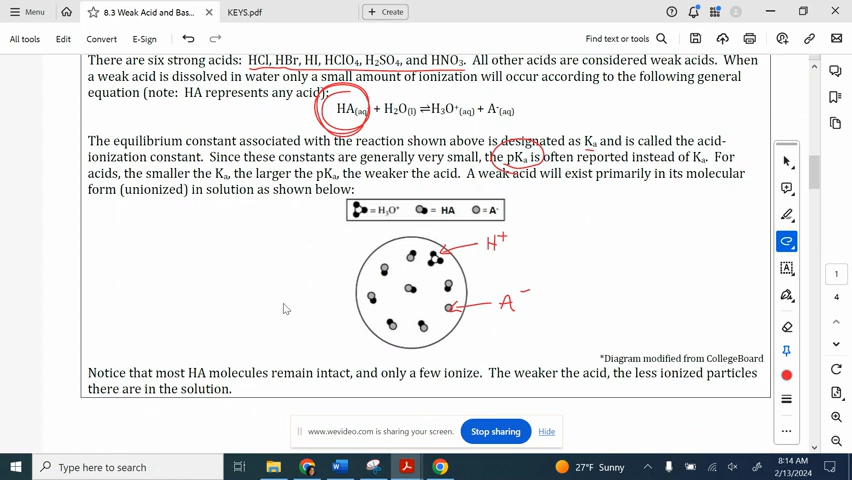 Menu
8.3 Weak Acid and Bas...
KEYS.pdf
+ Create
All tools Edit Convert E-Sign
Find text or tools
There are six strong acids: HCl, HBr, HI, HClO₄, H₂SO₄, and HNO₃. All other acids are considered weak acids. When
a weak acid is dissolved in water only a small amount of ionization will occur according to the following general
equation (note: HA represents any acid):
HA(aq) + H₂O(l) ⇌ H₃O⁺(aq) + A⁻(aq)
The equilibrium constant associated with the reaction shown above is designated as Kₐ and is called the acid-
ionization constant. Since these constants are generally very small, the pKₐ is often reported instead of Kₐ. For
acids, the smaller the Kₐ, the larger the pKₐ, the weaker the acid. A weak acid will exist primarily in its molecular
form (unionized) in solution as shown below:
= H₃O⁺ = HA = A⁻
H⁺
A⁻
*Diagram modified from CollegeBoard
Notice that most HA molecules remain intact, and only a few ionize. The weaker the acid, the less ionized particles
there are in the solution.
1
4
www.wevideo.com is sharing your screen.
Stop sharing
Hide
Type here to search
27°F Sunny
8:14 AM
2/13/2024